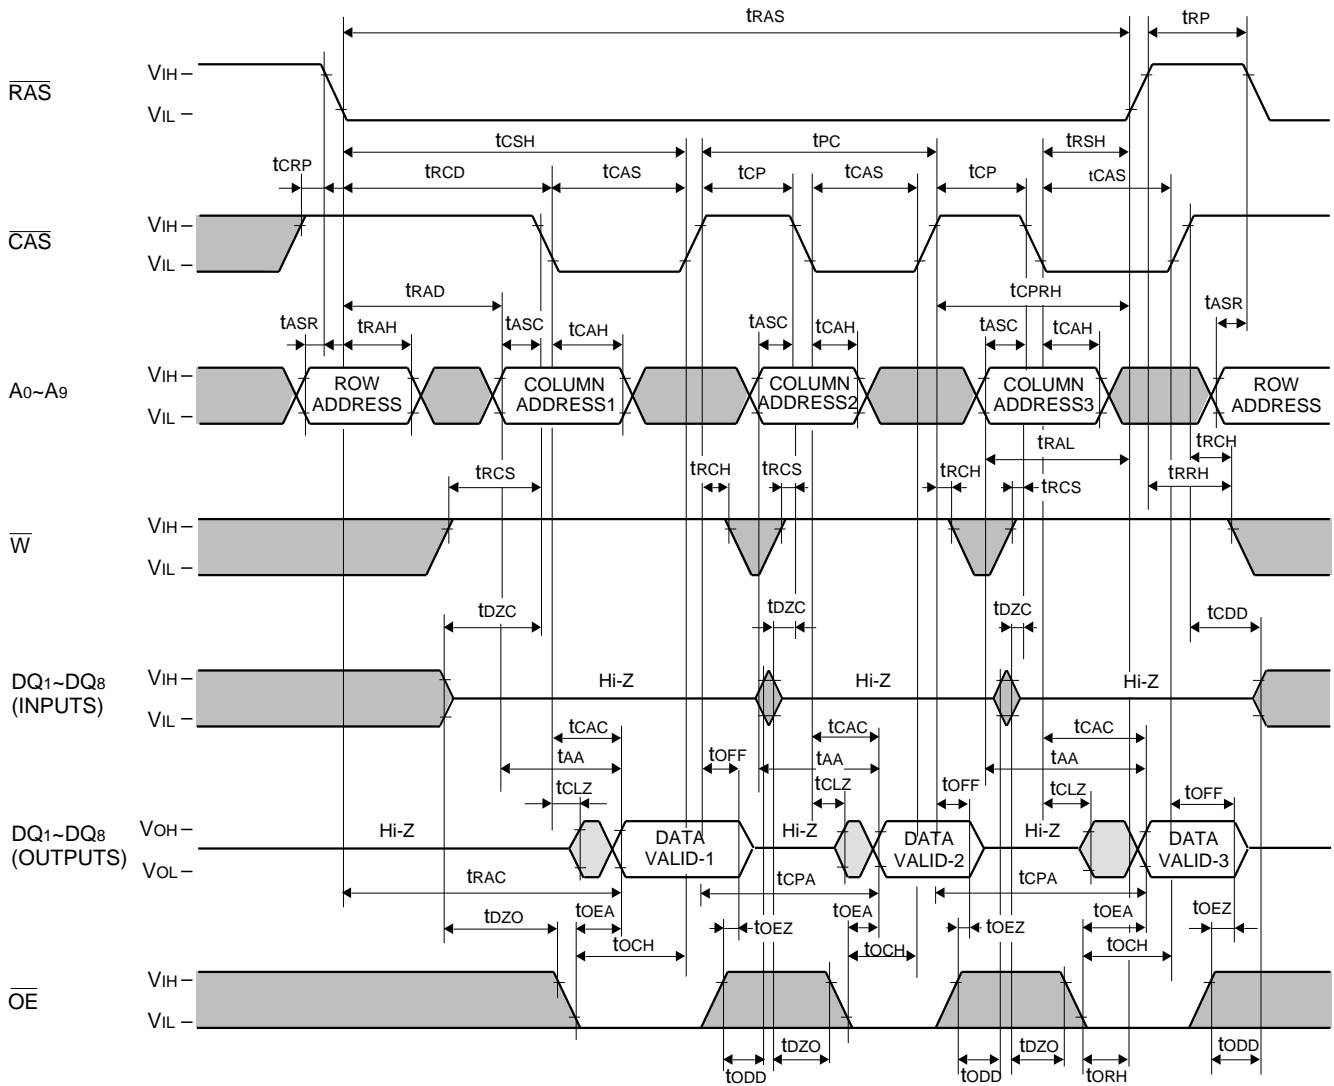 tRAS tRP
RAS VIH
VIL
tCSH tPC tRSH
tCRP tRCD tCAS tCP tCAS tCP tCAS
CAS VIH
VIL
tRAD tCPRH
tASR tRAH tASC tCAH tASC tCAH tASC tCAH tASR
A0~A9 VIH
VIL
ROW ADDRESS
COLUMN ADDRESS1
COLUMN ADDRESS2
COLUMN ADDRESS3
ROW ADDRESS
tRAL tRCH
tRCS tRCH tRCS tRCH tRCS tRRH
W VIH
VIL
tDZC tDZC tDZC tCDD
DQ1~DQ8 (INPUTS) VIH
VIL
Hi-Z Hi-Z Hi-Z
tCAC tCAC tCAC
tAA tOFF tAA tOFF tAA tOFF
tCLZ tCLZ tCLZ
DQ1~DQ8 (OUTPUTS) VOH
VOL
Hi-Z
DATA VALID-1
Hi-Z
DATA VALID-2
Hi-Z
DATA VALID-3
tRAC tCPA tCPA
tDZO tOEA tOEZ tOEA tOEZ tOEA tOEZ
tOCH tOCH tOCH
OE VIH
VIL
tODD tDZO tODD tDZO tORH tODD